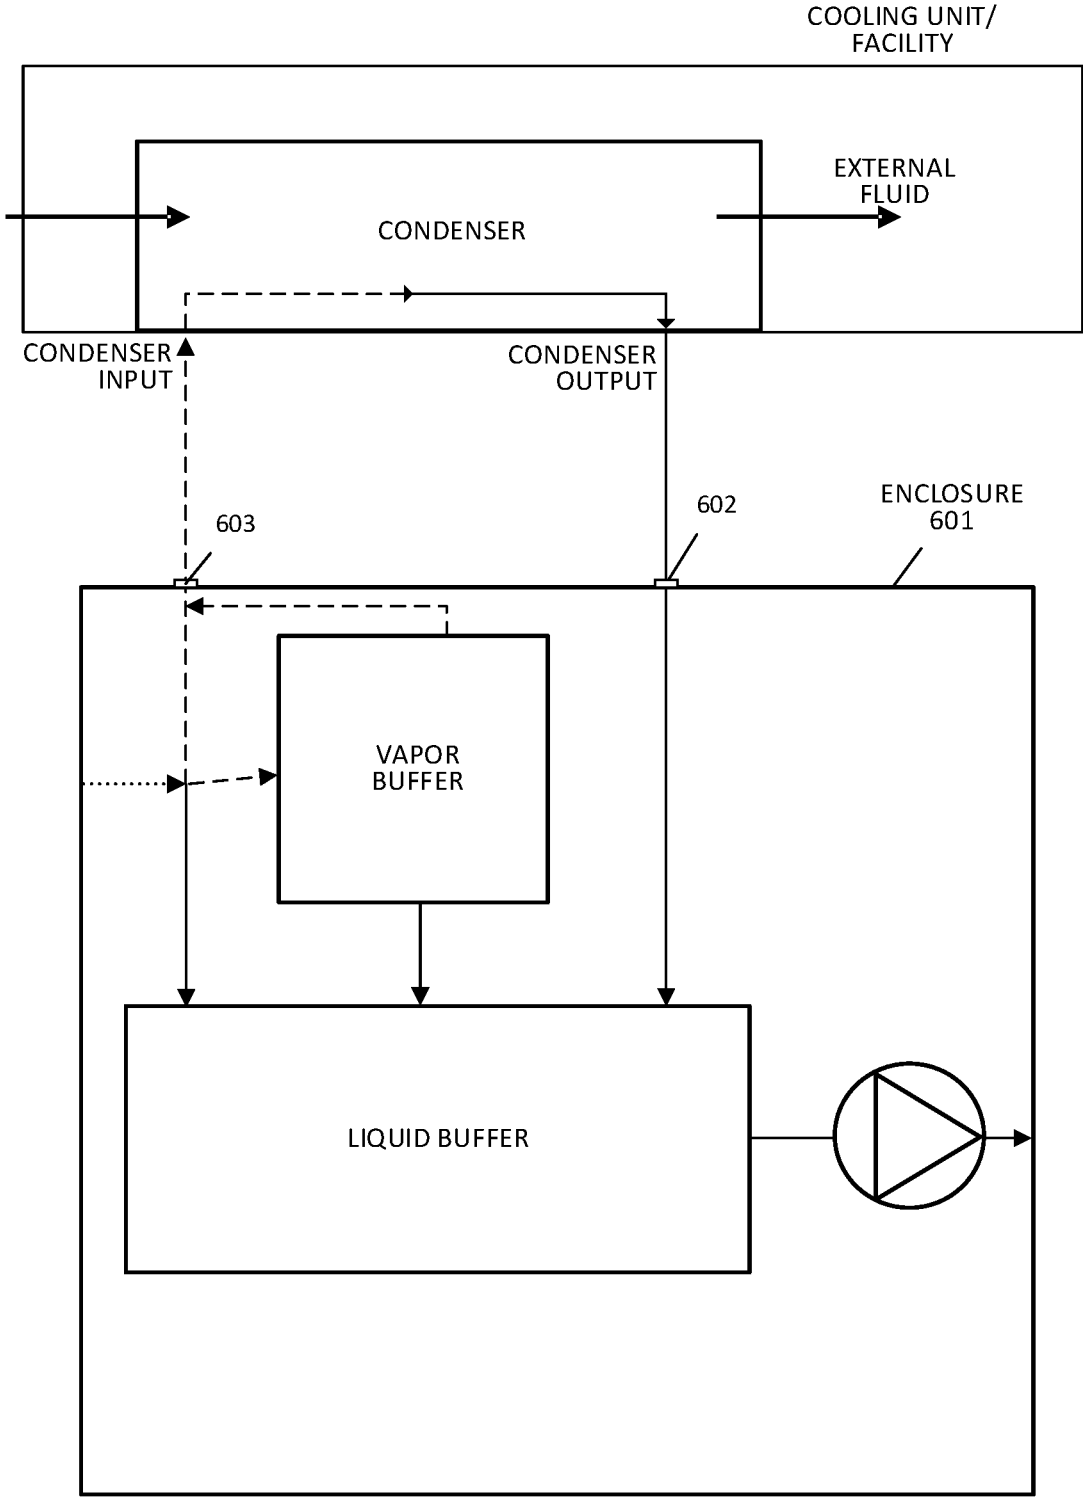 COOLING UNIT/
FACILITY
EXTERNAL
FLUID
CONDENSER
CONDENSER
INPUT
CONDENSER
OUTPUT
603
602
ENCLOSURE
601
VAPOR
BUFFER
LIQUID BUFFER